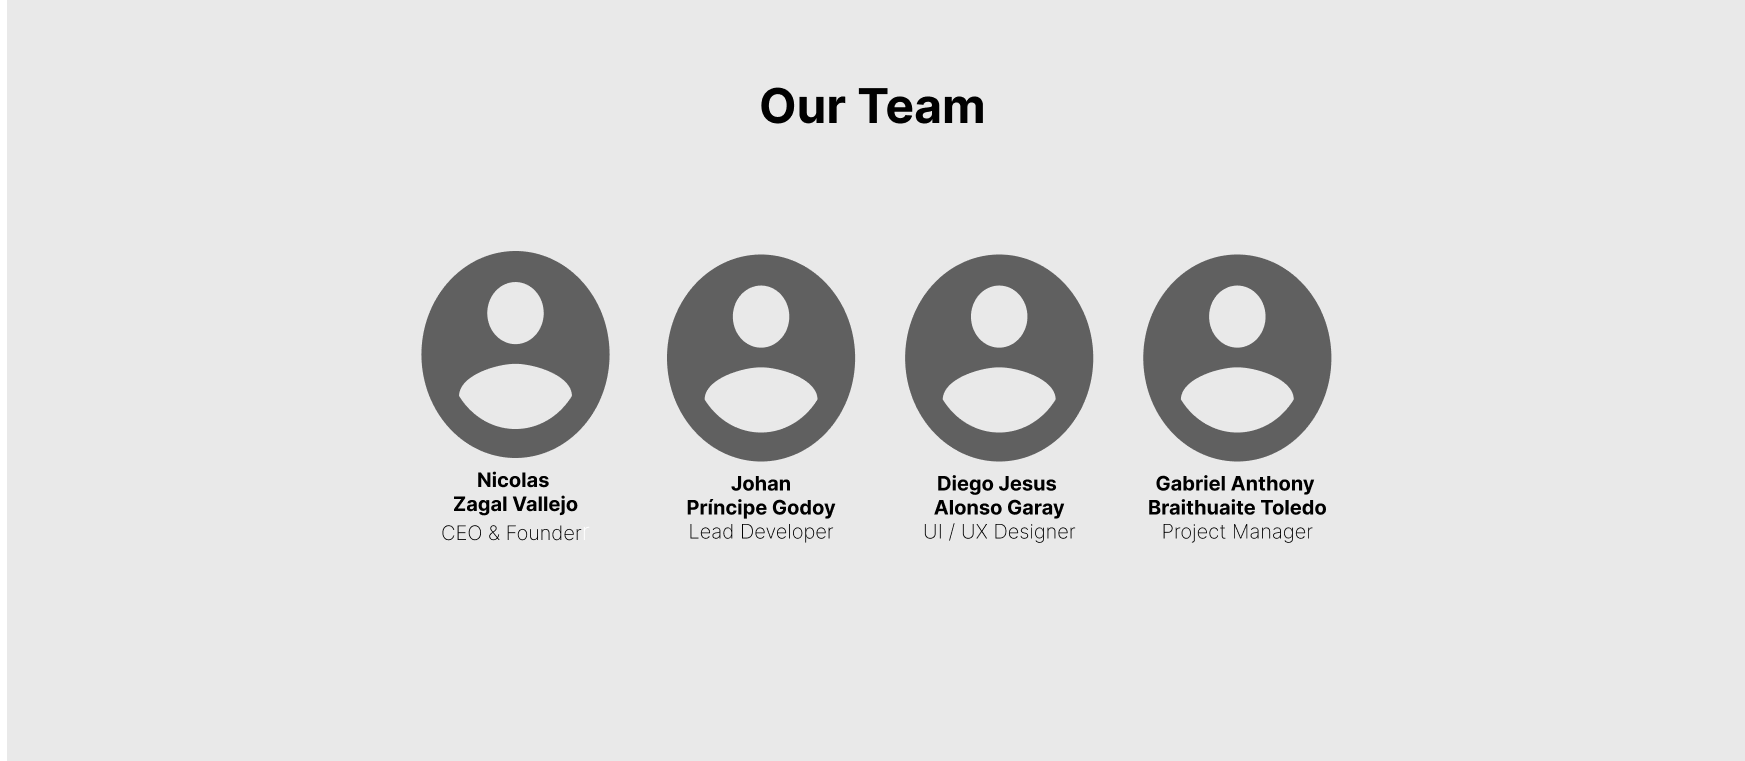 Our Team
Nicolas
Zagal Vallejo
CEO & Founder
Johan
Príncipe Godoy
Lead Developer
Diego Jesus
Alonso Garay
UI / UX Designer
Gabriel Anthony
Braithuaite Toledo
Project Manager